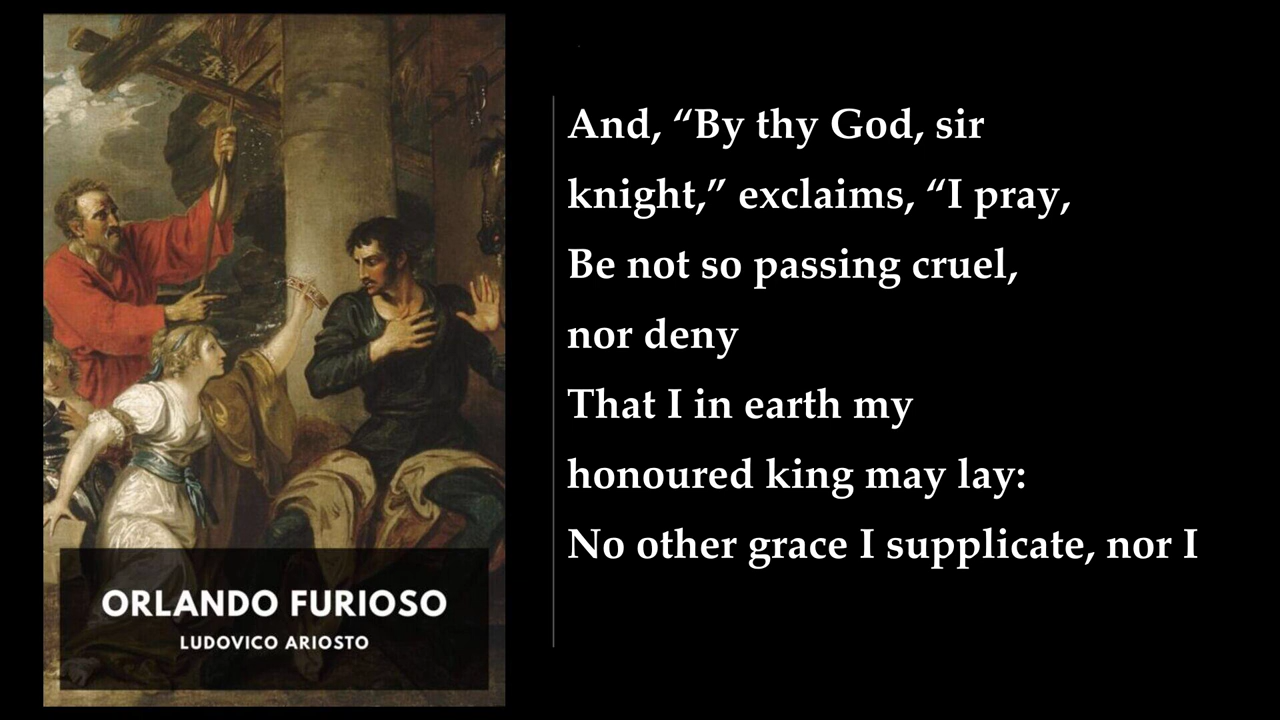 And, “By thy God, sir
knight,” exclaims, “I pray,
Be not so passing cruel,
nor deny
That I in earth my
honoured king may lay:
No other grace I supplicate, nor I
ORLANDO FURIOSO
LUDOVICO ARIOSTO